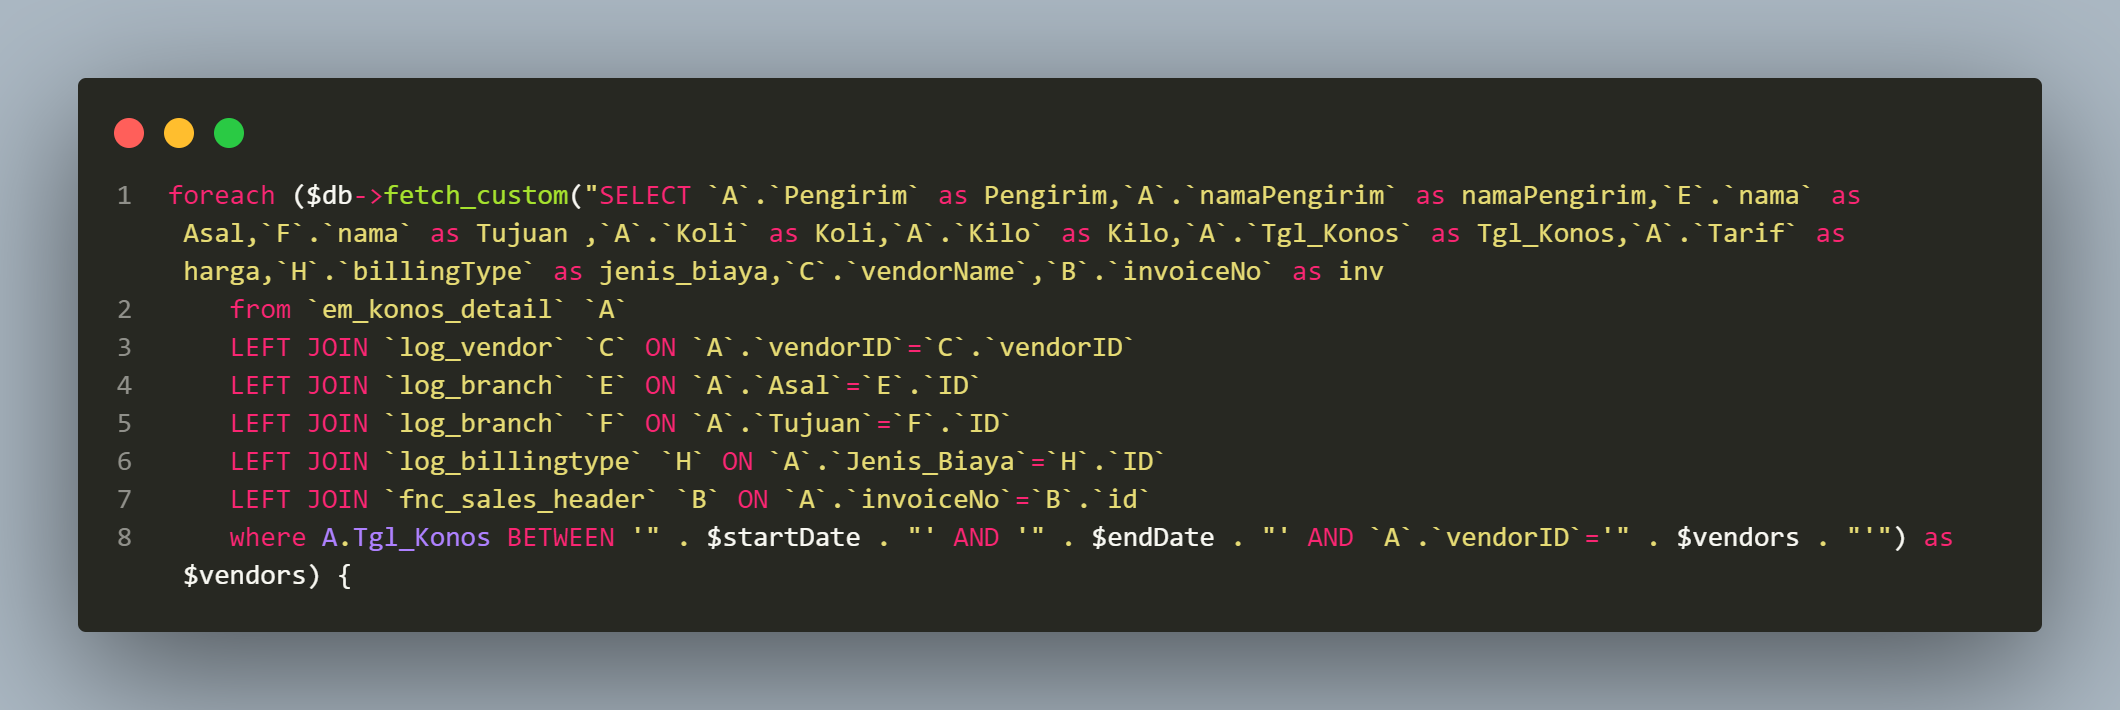 1 foreach ($db->fetch_custom("SELECT `A`.`Pengirim` as Pengirim,`A`.`namaPengirim` as namaPengirim,`E`.`nama` as
Asal,`F`.`nama` as Tujuan ,`A`.`Koli` as Koli,`A`.`Kilo` as Kilo,`A`.`Tgl_Konos` as Tgl_Konos,`A`.`Tarif` as
harga,`H`.`billingType` as jenis_biaya,`C`.`vendorName`,`B`.`invoiceNo` as inv
2 from `em_konos_detail` `A`
3 LEFT JOIN `log_vendor` `C` ON `A`.`vendorID`=`C`.`vendorID`
4 LEFT JOIN `log_branch` `E` ON `A`.`Asal`=`E`.`ID`
5 LEFT JOIN `log_branch` `F` ON `A`.`Tujuan`=`F`.`ID`
6 LEFT JOIN `log_billingtype` `H` ON `A`.`Jenis_Biaya`=`H`.`ID`
7 LEFT JOIN `fnc_sales_header` `B` ON `A`.`invoiceNo`=`B`.`id`
8 where A.Tgl_Konos BETWEEN '" . $startDate . "' AND '" . $endDate . "' AND `A`.`vendorID`='" . $vendors . "'") as
$vendors) {